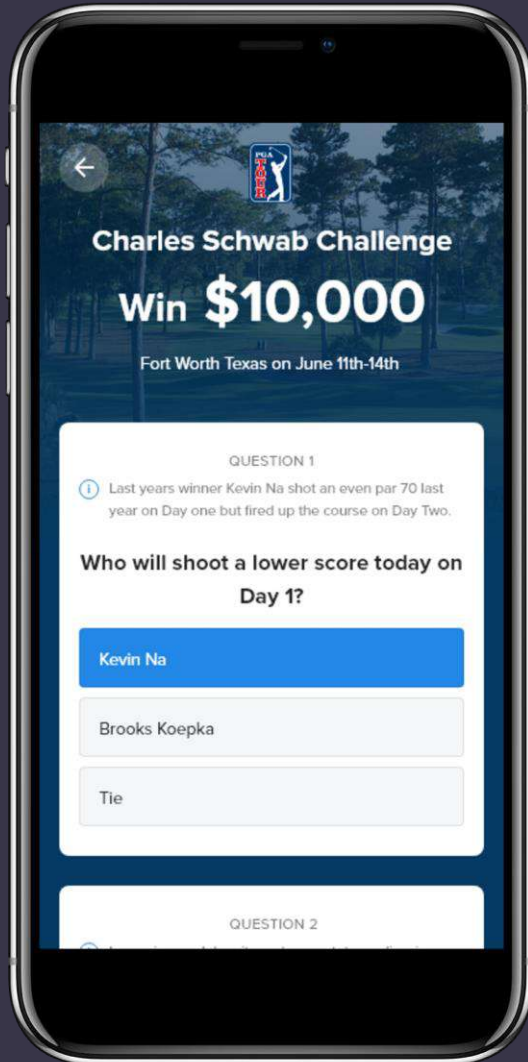 PGA
TOUR
Charles Schwab Challenge
Win $10,000
Fort Worth Texas on June 11th-14th
QUESTION 1
Last years winner Kevin Na shot an even par 70 last
year on Day one but fired up the course on Day Two.
Who will shoot a lower score today on
Day 1?
Kevin Na
Brooks Koepka
Tie
QUESTION 2